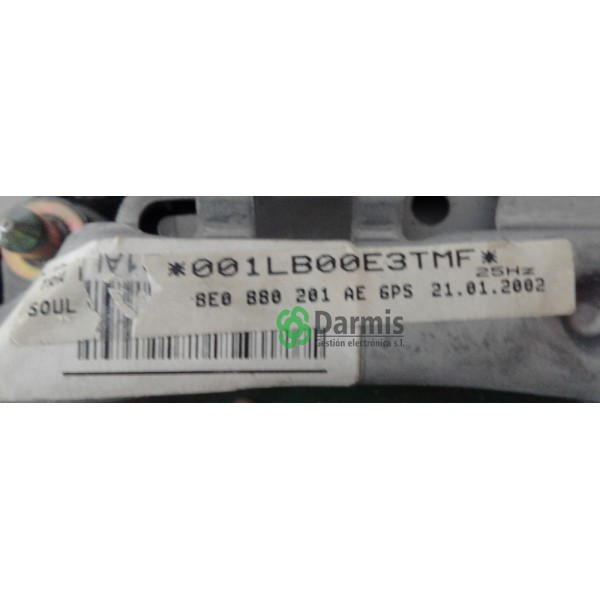 *001LB00E3TMF*
25Hz
8E0 880 201 AE 6PS 21.01.2002
SOUL
Darmis
Gestión electrónica s.l.